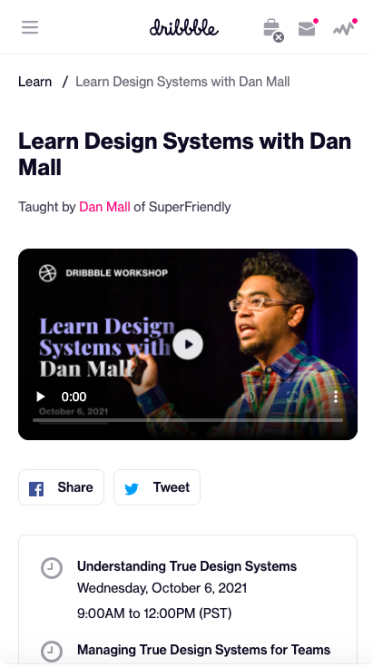 dribbble
Learn / Learn Design Systems with Dan Mall
Learn Design Systems with Dan
Mall
Taught by Dan Mall of SuperFriendly
DRIBBBLE WORKSHOP
Learn Design
Systems with
Dan Mall
0:00
October 6, 2021
Share
Tweet
Understanding True Design Systems
Wednesday, October 6, 2021
9:00AM to 12:00PM (PST)
Managing True Design Systems for Teams